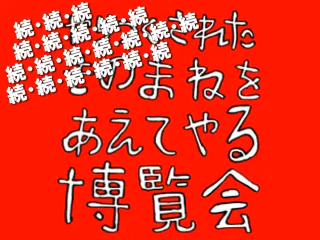 続・続・続・続・続
続・続・続・続・続・続・続
続・続・続・続・続・続
続・続・続・続・続
された
ものまねを
あえてやる
博覧会